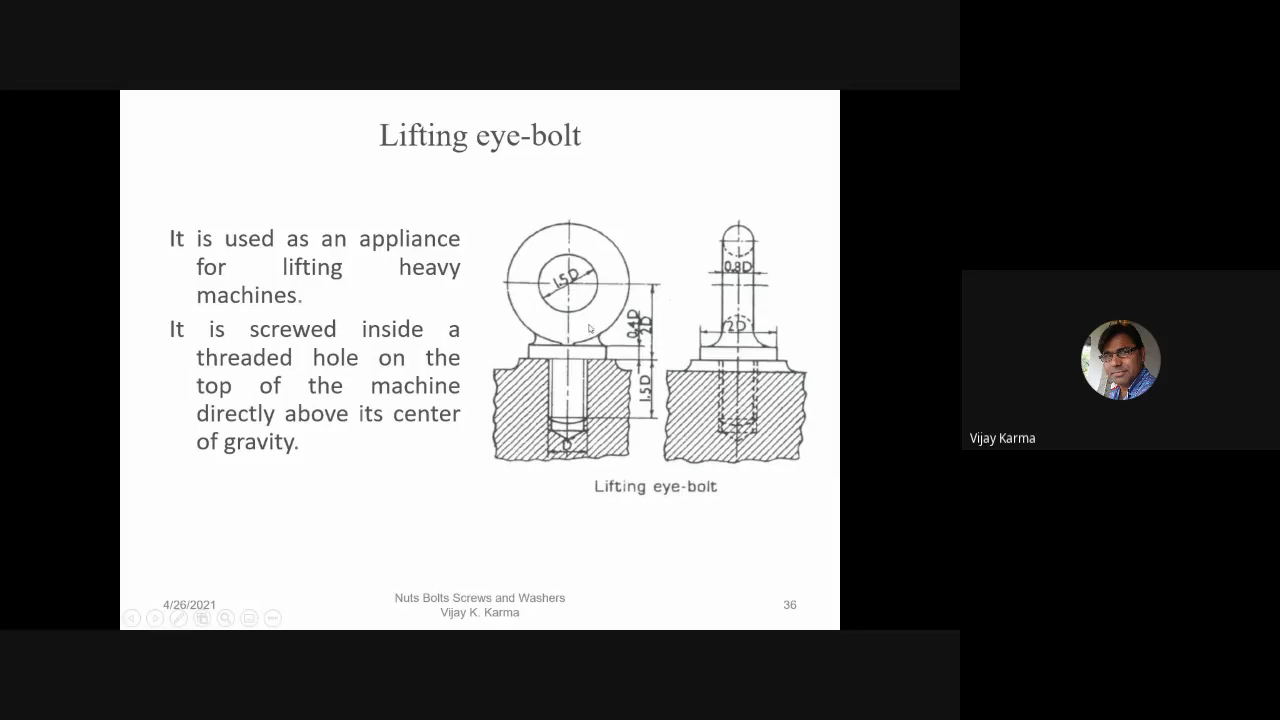 Lifting eye-bolt
It is used as an appliance
for lifting heavy
machines.
It is screwed inside a
threaded hole on the
top of the machine
directly above its center
of gravity.
1.5D
0.4D
2D
1.5D
D
0.8D
2D
Lifting eye-bolt
4/26/2021
Nuts Bolts Screws and Washers
Vijay K. Karma
36
Vijay Karma